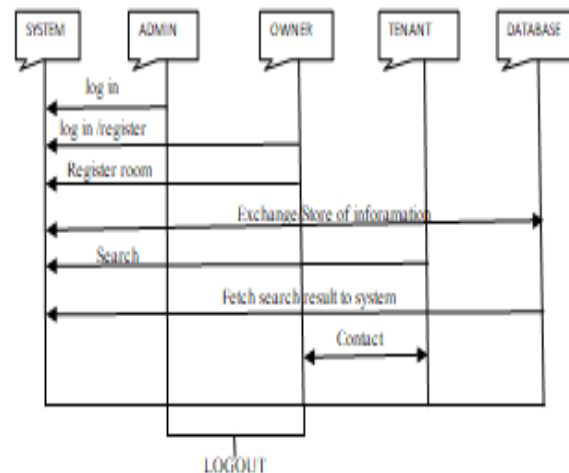 SYSTEM
ADMIN
OWNER
TENANT
DATABASE
log in
log in /register
Register room
Exchange Store of inforamation
Search
Fetch search result to system
Contact
LOGOUT